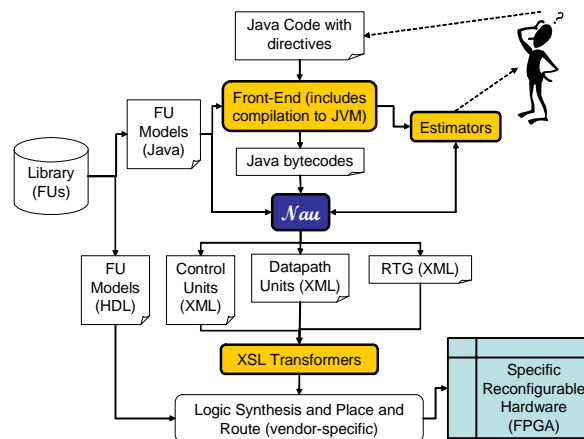 Java Code with
directives
?
Front-End (includes
compilation to JVM)
Estimators
FU
Models
(Java)
Library
(FUs)
Java bytecodes
Nau
FU
Models
(HDL)
Control
Units
(XML)
Datapath
Units (XML)
RTG (XML)
XSL Transformers
Specific
Reconfigurable
Hardware
(FPGA)
Logic Synthesis and Place and
Route (vendor-specific)